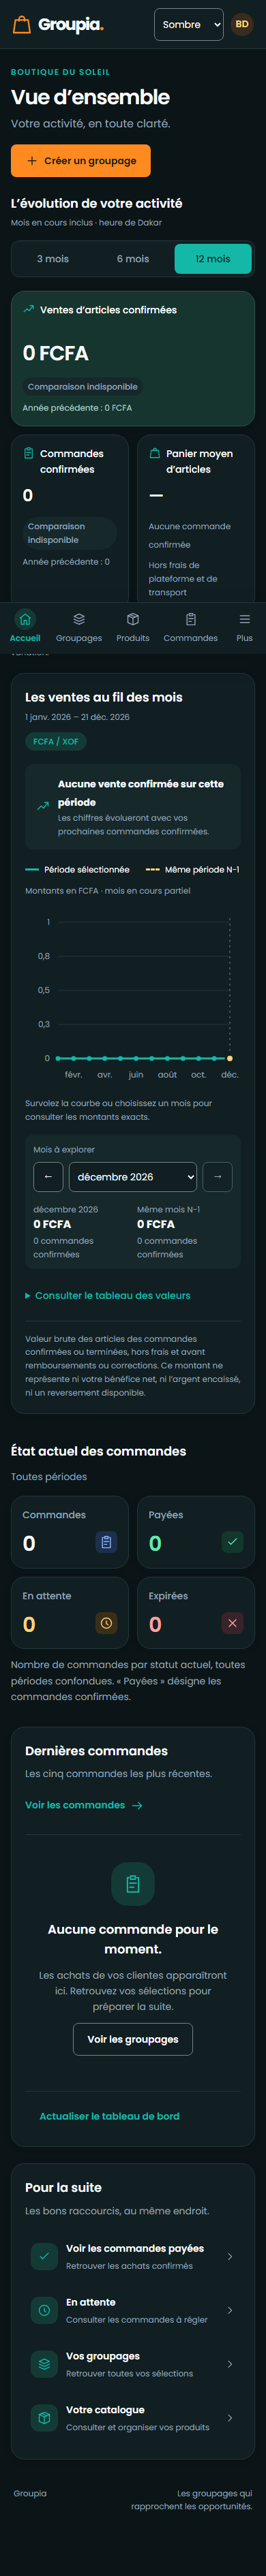 Groupia.
Sombre
BD
BOUTIQUE DU SOLEIL
Vue d’ensemble
Votre activité, en toute clarté.
+ Créer un groupage
L’évolution de votre activité
Mois en cours inclus · heure de Dakar
3 mois
6 mois
12 mois
Ventes d’articles confirmées
0 FCFA
Comparaison indisponible
Année précédente : 0 FCFA
Commandes
confirmées
0
Comparaison
indisponible
Année précédente : 0
Panier moyen
d’articles
—
Aucune commande
confirmée
Hors frais de
plateforme et de
transport
Accueil
Groupages
Produits
Commandes
Plus
Les ventes au fil des mois
1 janv. 2026 – 21 déc. 2026
FCFA / XOF
Aucune vente confirmée sur cette
période
Les chiffres évolueront avec vos
prochaines commandes confirmées.
Période sélectionnée
Même période N-1
Montants en FCFA · mois en cours partiel
1
0,8
0,5
0,3
0
févr.
avr.
juin
août
oct.
déc.
Survolez la courbe ou choisissez un mois pour
consulter les montants exacts.
Mois à explorer
←
décembre 2026
→
décembre 2026
0 FCFA
0 commandes
confirmées
Même mois N-1
0 FCFA
0 commandes
confirmées
▶ Consulter le tableau des valeurs
Valeur brute des articles des commandes
confirmées ou terminées, hors frais et avant
remboursements ou corrections. Ce montant ne
représente ni votre bénéfice net, ni l’argent encaissé,
ni un reversement disponible.
État actuel des commandes
Toutes périodes
Commandes
0
Payées
0
En attente
0
Expirées
0
Nombre de commandes par statut actuel, toutes
périodes confondues. « Payées » désigne les
commandes confirmées.
Dernières commandes
Les cinq commandes les plus récentes.
Voir les commandes →
Aucune commande pour le
moment.
Les achats de vos clientes apparaîtront
ici. Retrouvez vos sélections pour
préparer la suite.
Voir les groupages
Actualiser le tableau de bord
Pour la suite
Les bons raccourcis, au même endroit.
Voir les commandes payées
Retrouver les achats confirmés
En attente
Consulter les commandes à régler
Vos groupages
Retrouver toutes vos sélections
Votre catalogue
Consulter et organiser vos produits
Groupia
Les groupages qui
rapprochent les opportunités.